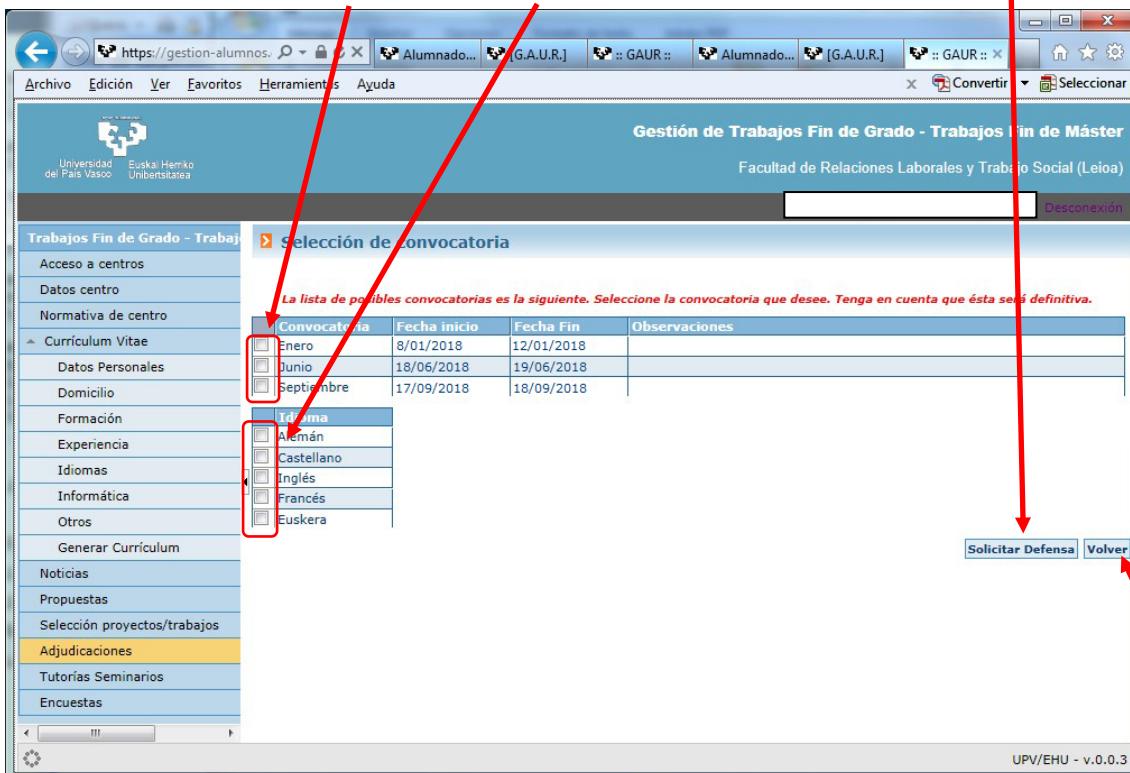 https://gestion-alumnos. Alumnado... [G.A.U.R.] :: GAUR :: Alumnado... [G.A.U.R.] :: GAUR ::
Archivo Edición Ver Favoritos Herramientas Ayuda
Convertir Seleccionar
Universidad del País Vasco
Euskal Herriko Unibertsitatea
Gestión de Trabajos Fin de Grado - Trabajos Fin de Máster
Facultad de Relaciones Laborales y Trabajo Social (Leioa)
Desconexión
Trabajos Fin de Grado - Trabaj
Acceso a centros
Datos centro
Normativa de centro
Currículum Vitae
Datos Personales
Domicilio
Formación
Experiencia
Idiomas
Informática
Otros
Generar Currículum
Noticias
Propuestas
Selección proyectos/trabajos
Adjudicaciones
Tutorías Seminarios
Encuestas
Selección de convocatoria
La lista de posibles convocatorias es la siguiente. Seleccione la convocatoria que desee. Tenga en cuenta que ésta será definitiva.
Convocatoria Fecha inicio Fecha Fin Observaciones
Enero 8/01/2018 12/01/2018
Junio 18/06/2018 19/06/2018
Septiembre 17/09/2018 18/09/2018
Idioma
Alemán
Castellano
Inglés
Francés
Euskera
Solicitar Defensa Volver
UPV/EHU - v.0.0.3